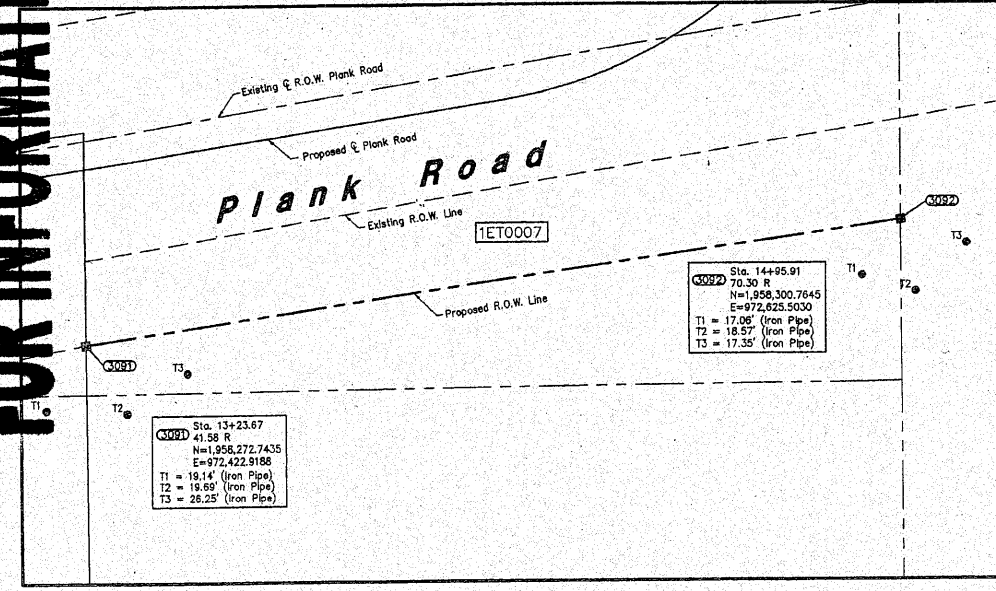 FOR INFORMATI
Existing ℄ R.O.W. Plank Road
Proposed ℄ Plank Road
Plank Road
Existing R.O.W. Line
1ET0007
3092
T3
T1
T2
Proposed R.O.W. Line
3092 Sta. 14+95.91
70.30 R
N=1,958,300.7645
E=972,625.5030
T1 = 17.06' (Iron Pipe)
T2 = 18.57' (Iron Pipe)
T3 = 17.35' (Iron Pipe)
3091
T3
T1
T2
3091 Sta. 13+23.67
41.58 R
N=1,958,272.7435
E=972,422.9188
T1 = 19.14' (Iron Pipe)
T2 = 19.69' (Iron Pipe)
T3 = 26.25' (Iron Pipe)